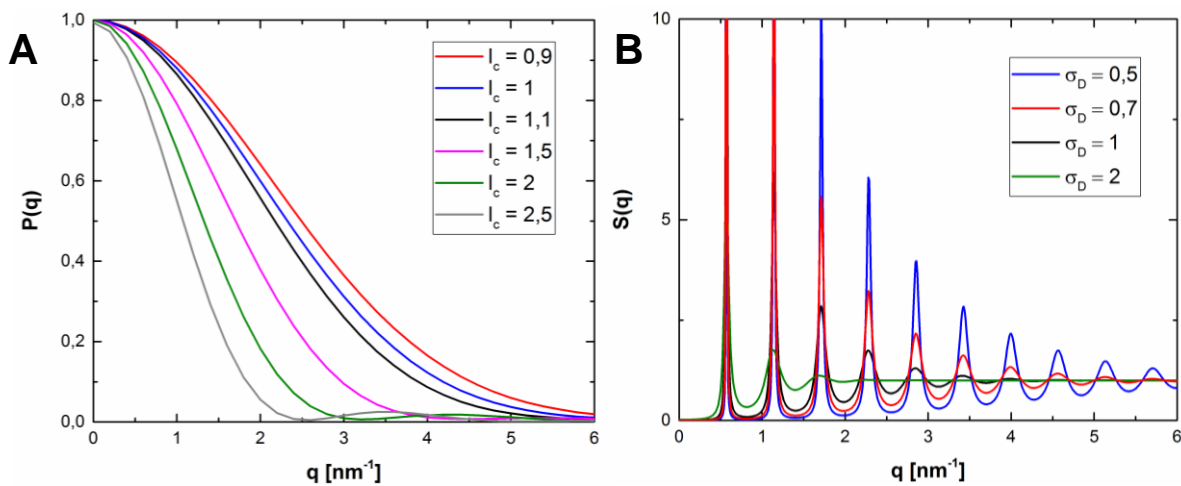 A
1,0
0,8
0,6
0,4
0,2
0,0
P(q)
l_c = 0,9
l_c = 1
l_c = 1,1
l_c = 1,5
l_c = 2
l_c = 2,5
0 1 2 3 4 5 6
q [nm⁻¹]
B
10
5
0
S(q)
σ_D = 0,5
σ_D = 0,7
σ_D = 1
σ_D = 2
0 1 2 3 4 5 6
q [nm⁻¹]